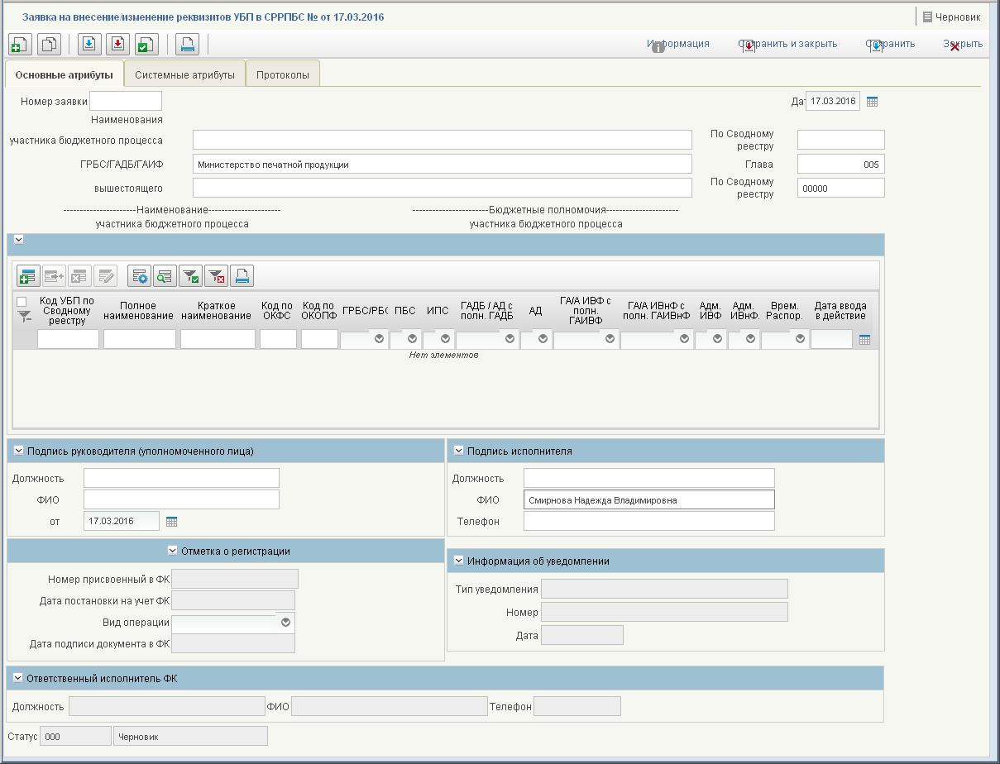 Заявка на внесение/изменение реквизитов УБП в СРРПБС № от 17.03.2016
Черновик
Информация
Сохранить и закрыть
Сохранить
Закрыть
Основные атрибуты
Системные атрибуты
Протоколы
Номер заявки
Дат
17.03.2016
Наименования
участника бюджетного процесса
По Сводному
реестру
ГРБС/ГАДБ/ГАИФ
Министерство печатной продукции
Глава
005
вышестоящего
По Сводному
реестру
00000
----------------------Наименование----------------------
участника бюджетного процесса
-----------------------Бюджетные полномочия----------------------
участника бюджетного процесса
Код УБП по
Сводному
реестру
Полное
наименование
Краткое
наименование
Код по
ОКФС
Код по
ОКОПФ
ГРБС/РБС
ПБС
ИПС
ГАДБ / АД с
полн. ГАДБ
АД
ГА/А ИВФ с
полн.
ГАИВФ
ГА/А ИВнФ с
полн. ГАИВнФ
Адм.
ИВФ
Адм.
ИВнФ.
Врем.
Распор.
Дата ввода
в действие
Нет элементов
Подпись руководителя (уполномоченного лица)
Должность
ФИО
от
17.03.2016
Подпись исполнителя
Должность
ФИО
Смирнова Надежда Владимировна
Телефон
Отметка о регистрации
Номер присвоенный в ФК
Дата постановки на учет ФК
Вид операции
Дата подписи документа в ФК
Информация об уведомлении
Тип уведомления
Номер
Дата
Ответственный исполнитель ФК
Должность
ФИО
Телефон
Статус
000
Черновик